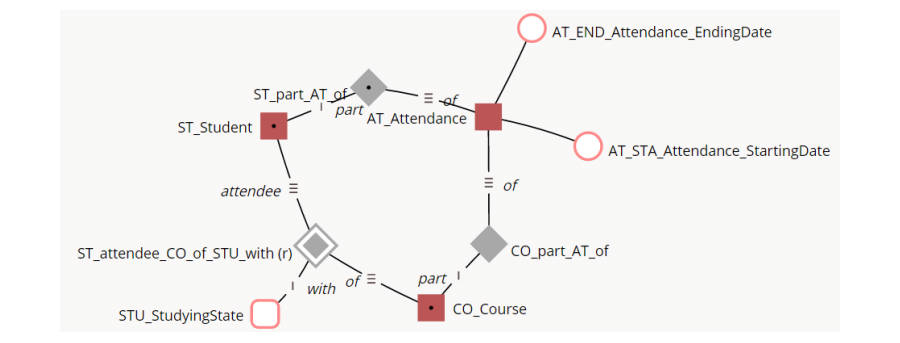 AT_END_Attendance_EndingDate
ST_part_AT_of
part
of
AT_Attendance
ST_Student
AT_STA_Attendance_StartingDate
attendee
of
ST_attendee_CO_of_STU_with (r)
CO_part_AT_of
with
of
part
STU_StudyingState
CO_Course